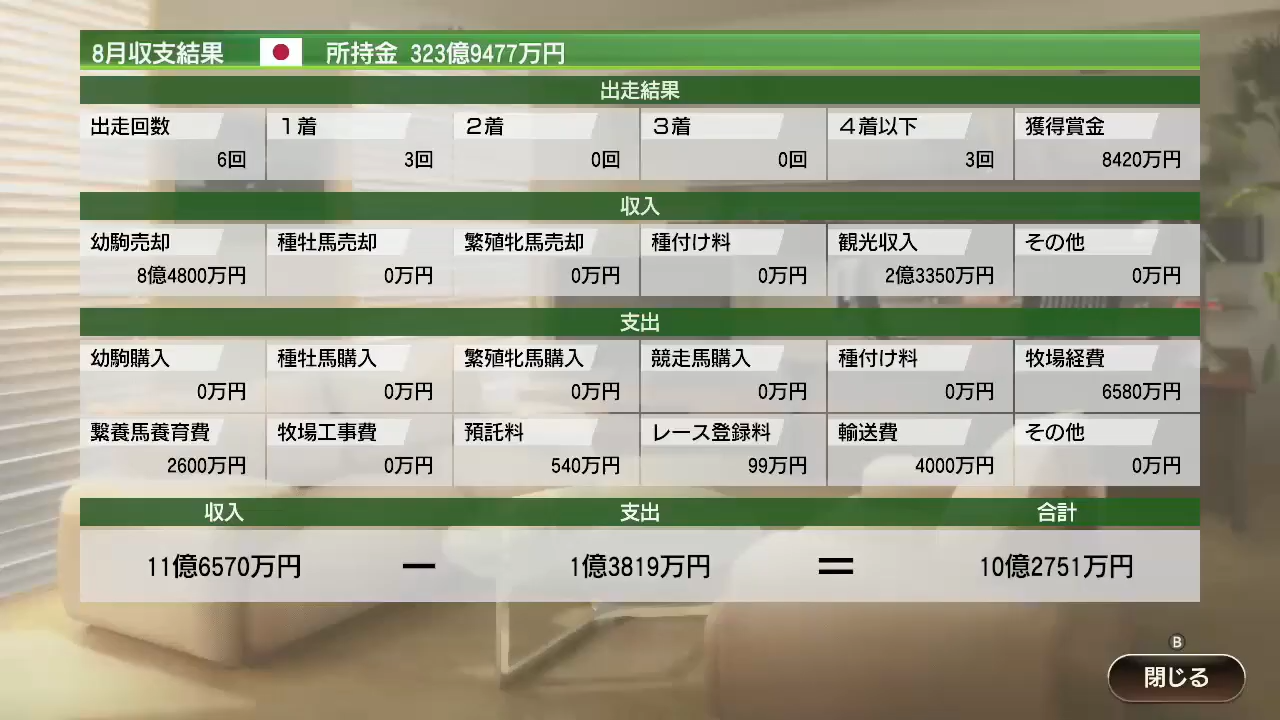 8月収支結果 所持金 323億9477万円
出走結果
出走回数 1着 2着 3着 4着以下 獲得賞金
6回 3回 0回 0回 3回 8420万円
収入
幼駒売却 種牡馬売却 繁殖牝馬売却 種付け料 観光収入 その他
8億4800万円 0万円 0万円 0万円 2億3350万円 0万円
支出
幼駒購入 種牡馬購入 繁殖牝馬購入 競走馬購入 種付け料 牧場経費
0万円 0万円 0万円 0万円 0万円 6580万円
繋養馬養育費 牧場工事費 預託料 レース登録料 輸送費 その他
2600万円 0万円 540万円 99万円 4000万円 0万円
収入 支出 合計
11億6570万円 － 1億3819万円 ＝ 10億2751万円
B
閉じる